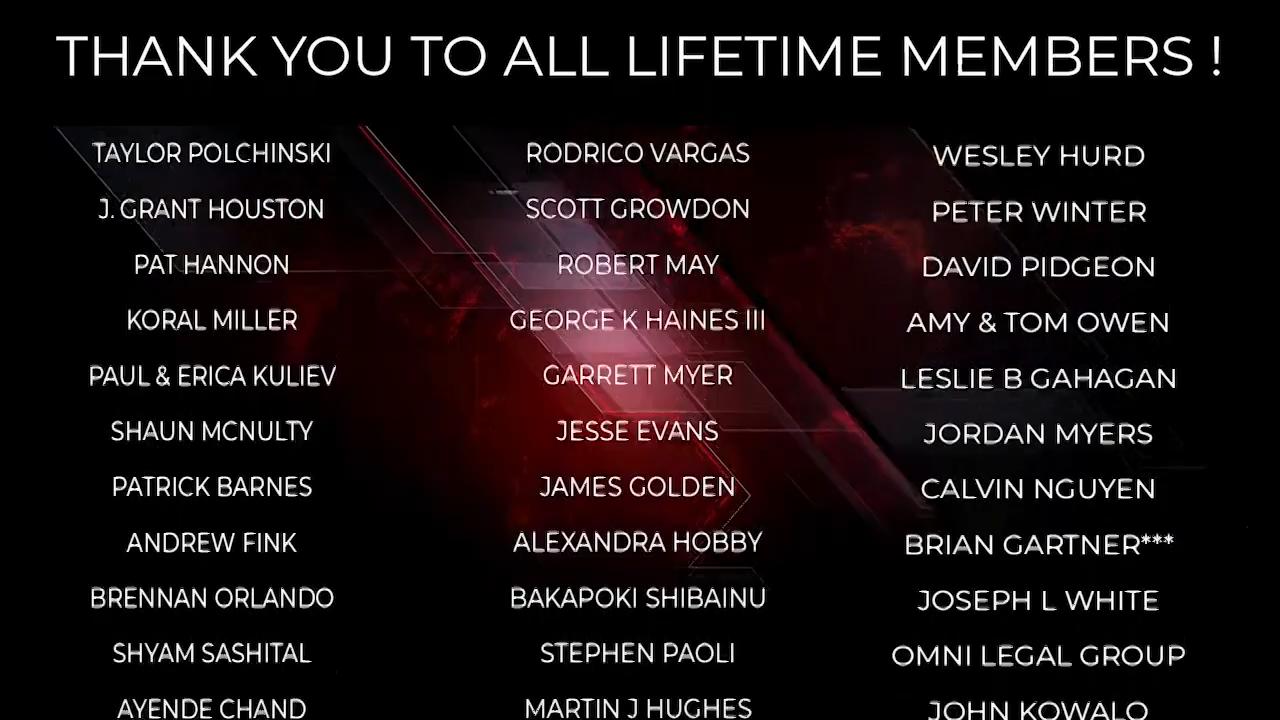 THANK YOU TO ALL LIFETIME MEMBERS !
TAYLOR POLCHINSKI
J. GRANT HOUSTON
PAT HANNON
KORAL MILLER
PAUL & ERICA KULIEV
SHAUN MCNULTY
PATRICK BARNES
ANDREW FINK
BRENNAN ORLANDO
SHYAM SASHITAL
AYENDE CHAND
RODRICO VARGAS
SCOTT GROWDON
ROBERT MAY
GEORGE K HAINES III
GARRETT MYER
JESSE EVANS
JAMES GOLDEN
ALEXANDRA HOBBY
BAKAPOKI SHIBAINU
STEPHEN PAOLI
MARTIN J HUGHES
WESLEY HURD
PETER WINTER
DAVID PIDGEON
AMY & TOM OWEN
LESLIE B GAHAGAN
JORDAN MYERS
CALVIN NGUYEN
BRIAN GARTNER***
JOSEPH L WHITE
OMNI LEGAL GROUP
JOHN KOWALO